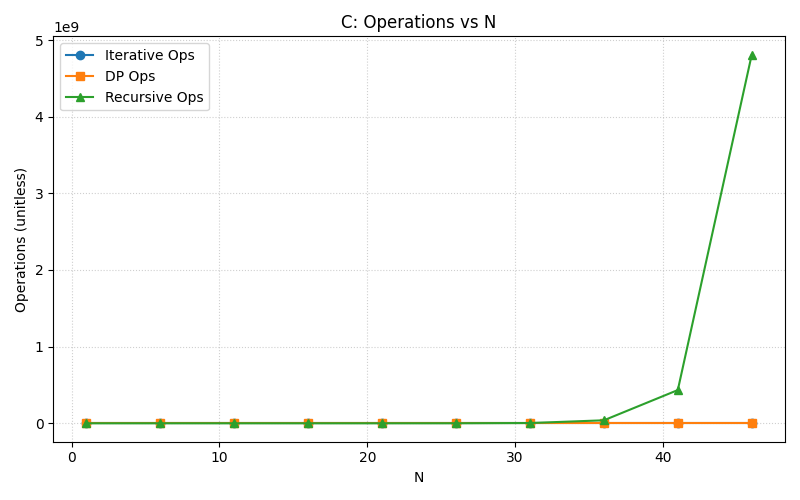 C: Operations vs N
1e9
Iterative Ops
DP Ops
Recursive Ops
Operations (unitless)
5
4
3
2
1
0
0 10 20 30 40
N